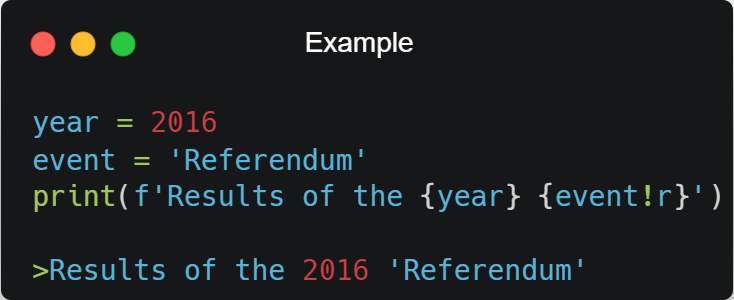 Example
year = 2016
event = 'Referendum'
print(f'Results of the {year} {event!r}')
>Results of the 2016 'Referendum'